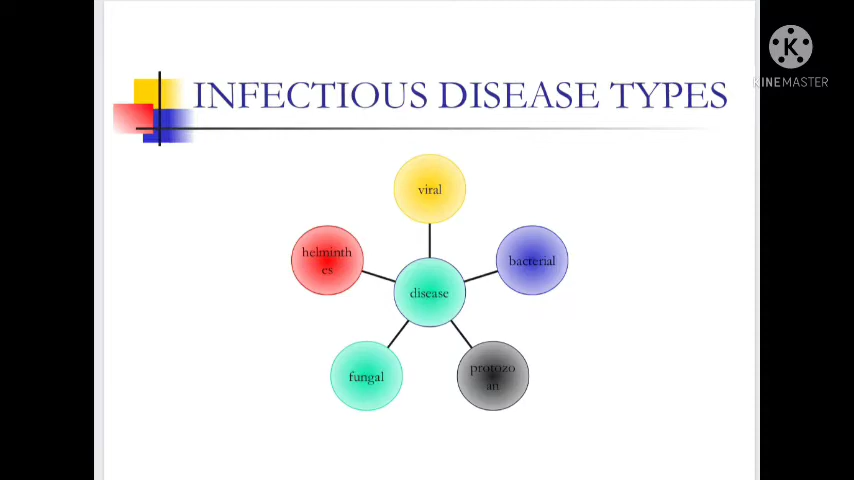 K
KINEMASTER
INFECTIOUS DISEASE TYPES
viral
helminth
es
bacterial
disease
fungal
protozo
an